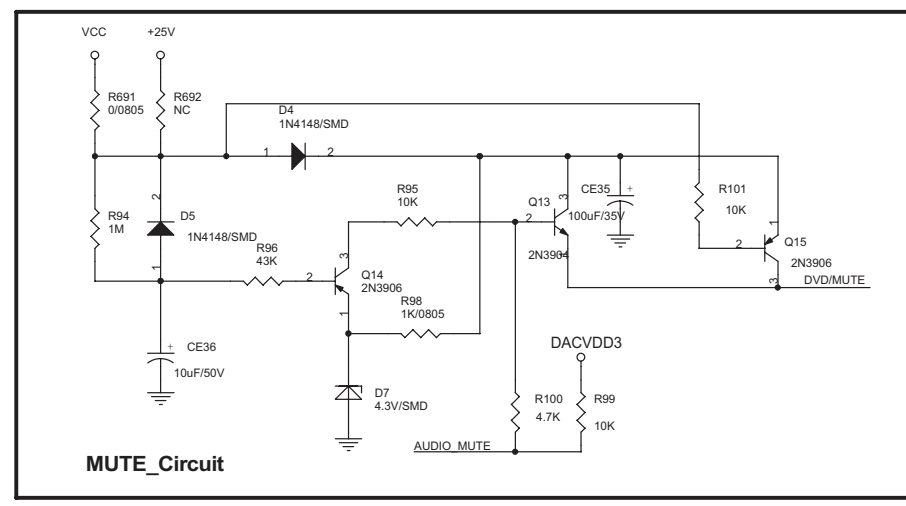 VCC
+25V
R691
0/0805
R692
NC
D4
1N4148/SMD
1
2
R94
1M
2
D5
1N4148/SMD
1
R96
43K
2
3
Q14
2N3906
1
R95
10K
R98
1K/0805
Q13
2
3
2N3904
CE35
+
100uF/35V
R101
10K
1
2
Q15
2N3906
3
DVD/MUTE
CE36
+
10uF/50V
D7
4.3V/SMD
DACVDD3
R100
4.7K
R99
10K
AUDIO_MUTE
MUTE_Circuit